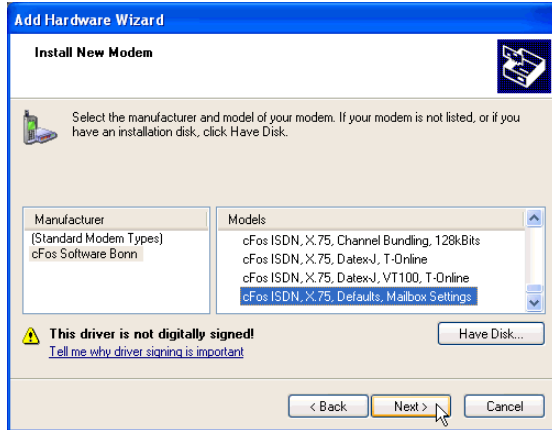 Add Hardware Wizard
Install New Modem
Select the manufacturer and model of your modem. If your modem is not listed, or if you
have an installation disk, click Have Disk.
Manufacturer
(Standard Modem Types)
cFos Software Bonn
Models
cFos ISDN, X.75, Channel Bundling, 128kBits
cFos ISDN, X.75, Datex-J, T-Online
cFos ISDN, X.75, Datex-J, VT100, T-Online
cFos ISDN, X.75, Defaults, Mailbox Settings
This driver is not digitally signed!
Tell me why driver signing is important
Have Disk...
< Back
Next >
Cancel